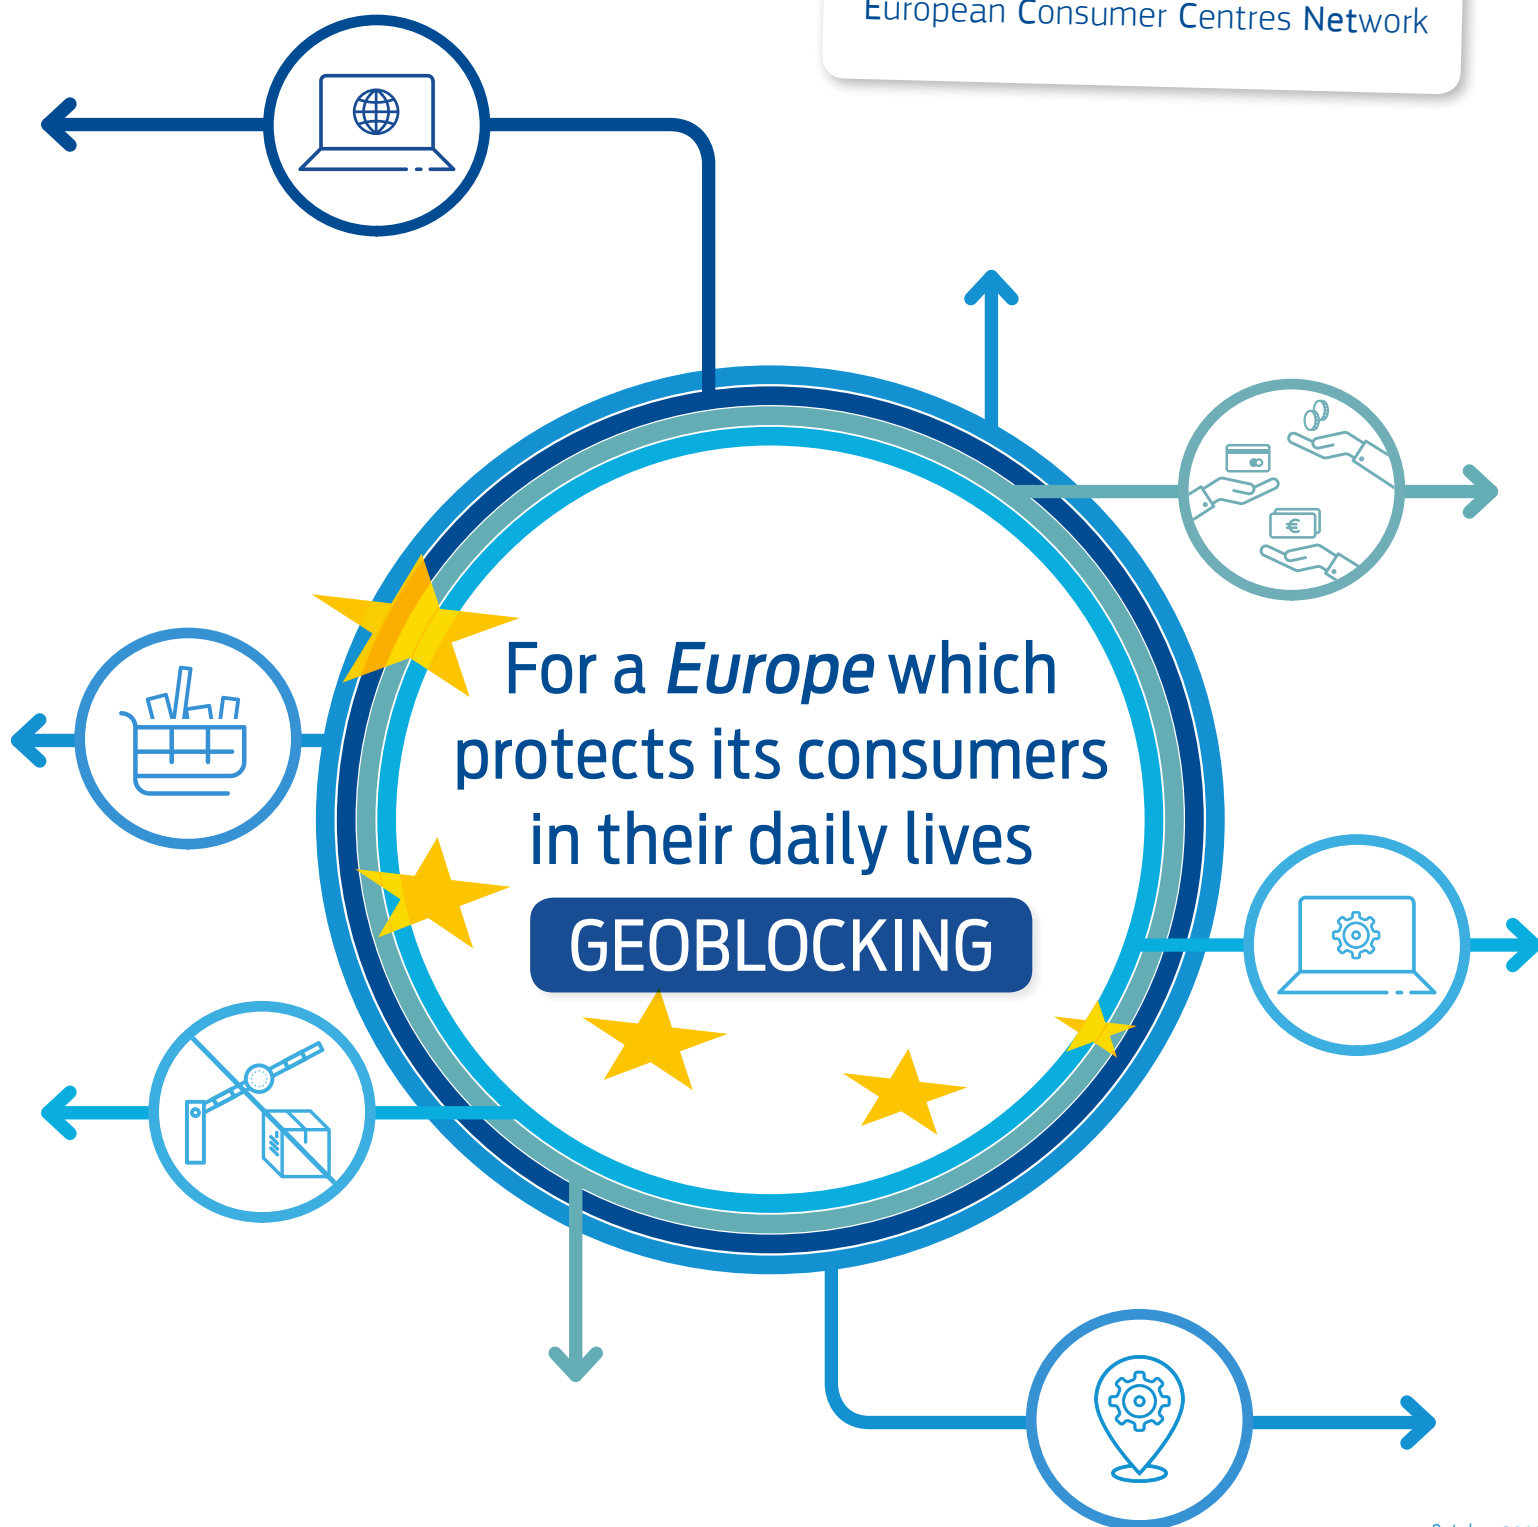 European Consumer Centres Network
For a Europe which
protects its consumers
in their daily lives
GEOBLOCKING